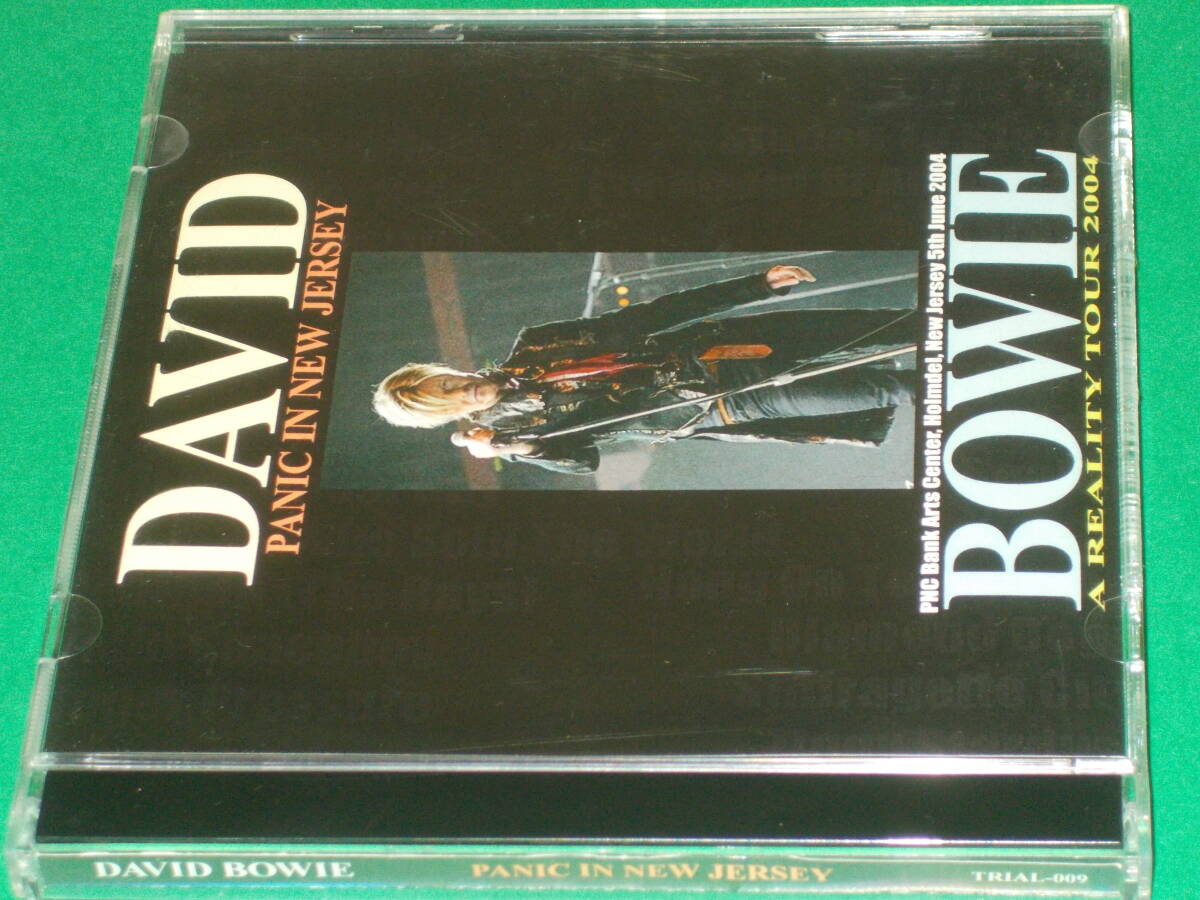 DAVID
PANIC IN NEW JERSEY
PNC Bank Arts Center, Holmdel, New Jersey 5th June 2004
BOWIE
A REALITY TOUR 2004
DAVID BOWIE
PANIC IN NEW JERSEY
TRIAL-009